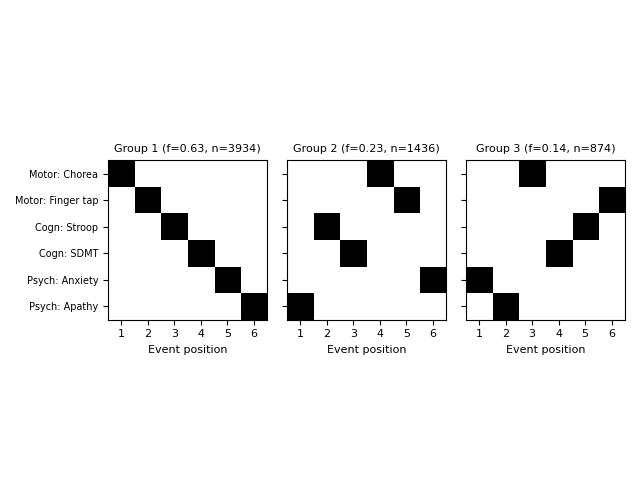 Group 1 (f=0.63, n=3934)
Group 2 (f=0.23, n=1436)
Group 3 (f=0.14, n=874)
Motor: Chorea
Motor: Finger tap
Cogn: Stroop
Cogn: SDMT
Psych: Anxiety
Psych: Apathy
1 2 3 4 5 6
1 2 3 4 5 6
1 2 3 4 5 6
Event position
Event position
Event position